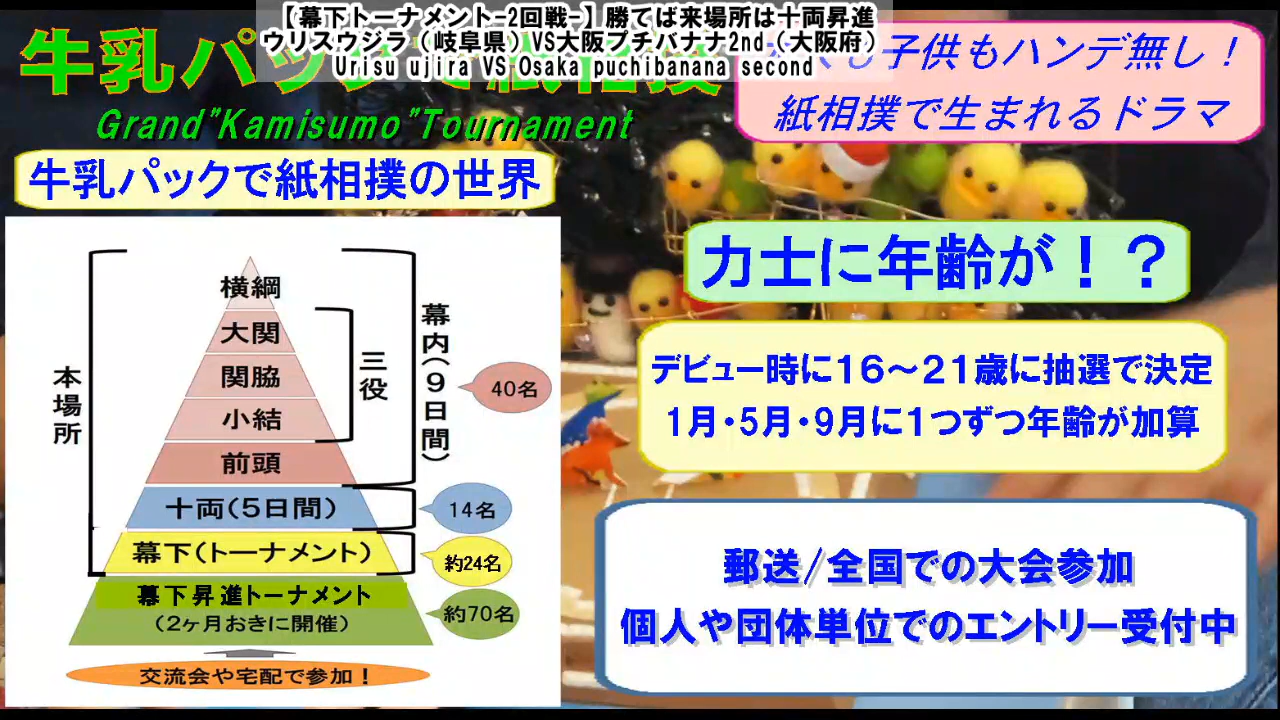 【幕下トーナメント-2回戦-】勝てば来場所は十両昇進
ウリスウジラ（岐阜県）VS大阪プチバナナ2nd（大阪府）
Urisu ujira VS Osaka puchibanana second
牛乳パックで紙相撲
Grand"Kamisumo"Tournament
子供もハンデ無し！
紙相撲で生まれるドラマ
牛乳パックで紙相撲の世界
力士に年齢が！？
デビュー時に１６～２１歳に抽選で決定
１月・５月・９月に１つずつ年齢が加算
郵送/全国での大会参加
個人や団体単位でのエントリー受付中
本場所
横綱
大関
関脇
小結
前頭
三役
幕内（９日間）
40名
十両（５日間）
14名
幕下（トーナメント）
約24名
幕下昇進トーナメント
（２ヶ月おきに開催）
約70名
交流会や宅配で参加！